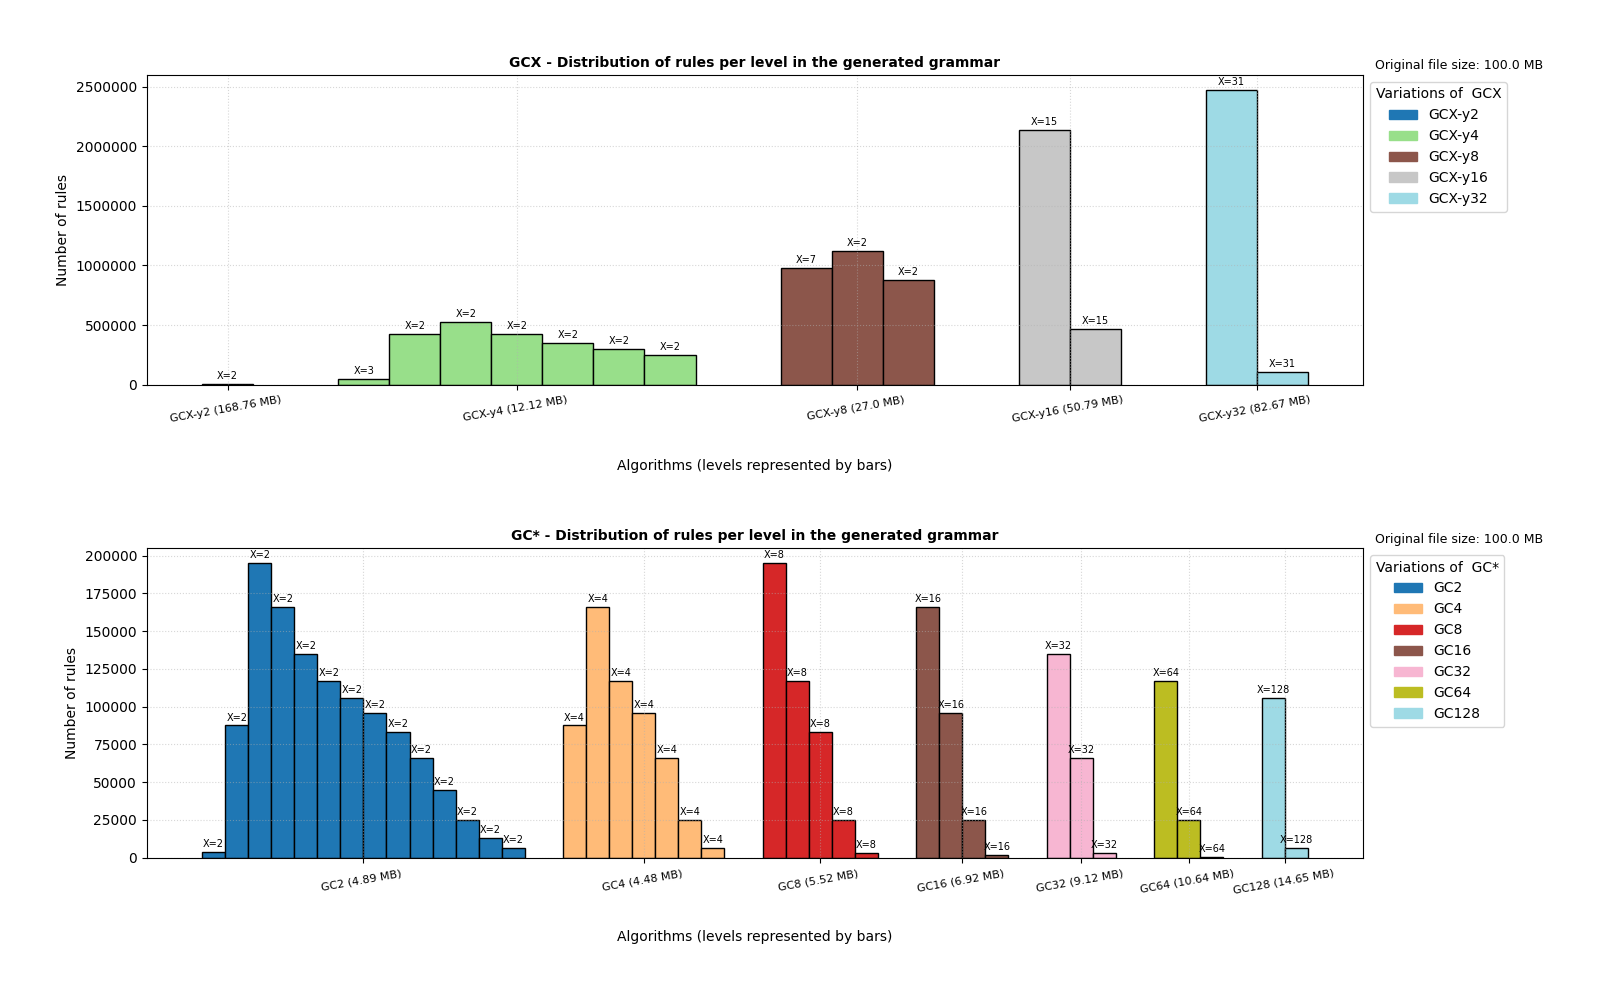 GCX - Distribution of rules per level in the generated grammar
Original file size: 100.0 MB
Variations of  GCX
GCX-y2
GCX-y4
GCX-y8
GCX-y16
GCX-y32
Number of rules
2500000
2000000
1500000
1000000
500000
0
X=2
X=3
X=2
X=2
X=2
X=2
X=2
X=2
X=7
X=2
X=2
X=15
X=15
X=31
X=31
GCX-y2 (168.76 MB)
GCX-y4 (12.12 MB)
GCX-y8 (27.0 MB)
GCX-y16 (50.79 MB)
GCX-y32 (82.67 MB)
Algorithms (levels represented by bars)
GC* - Distribution of rules per level in the generated grammar
Original file size: 100.0 MB
Variations of  GC*
GC2
GC4
GC8
GC16
GC32
GC64
GC128
Number of rules
200000
175000
150000
125000
100000
75000
50000
25000
0
X=2
X=2
X=2
X=2
X=2
X=2
X=2
X=2
X=2
X=2
X=2
X=2
X=2
X=2
X=4
X=4
X=4
X=4
X=4
X=4
X=4
X=8
X=8
X=8
X=8
X=8
X=16
X=16
X=16
X=16
X=32
X=32
X=32
X=64
X=64
X=64
X=128
X=128
GC2 (4.89 MB)
GC4 (4.48 MB)
GC8 (5.52 MB)
GC16 (6.92 MB)
GC32 (9.12 MB)
GC64 (10.64 MB)
GC128 (14.65 MB)
Algorithms (levels represented by bars)